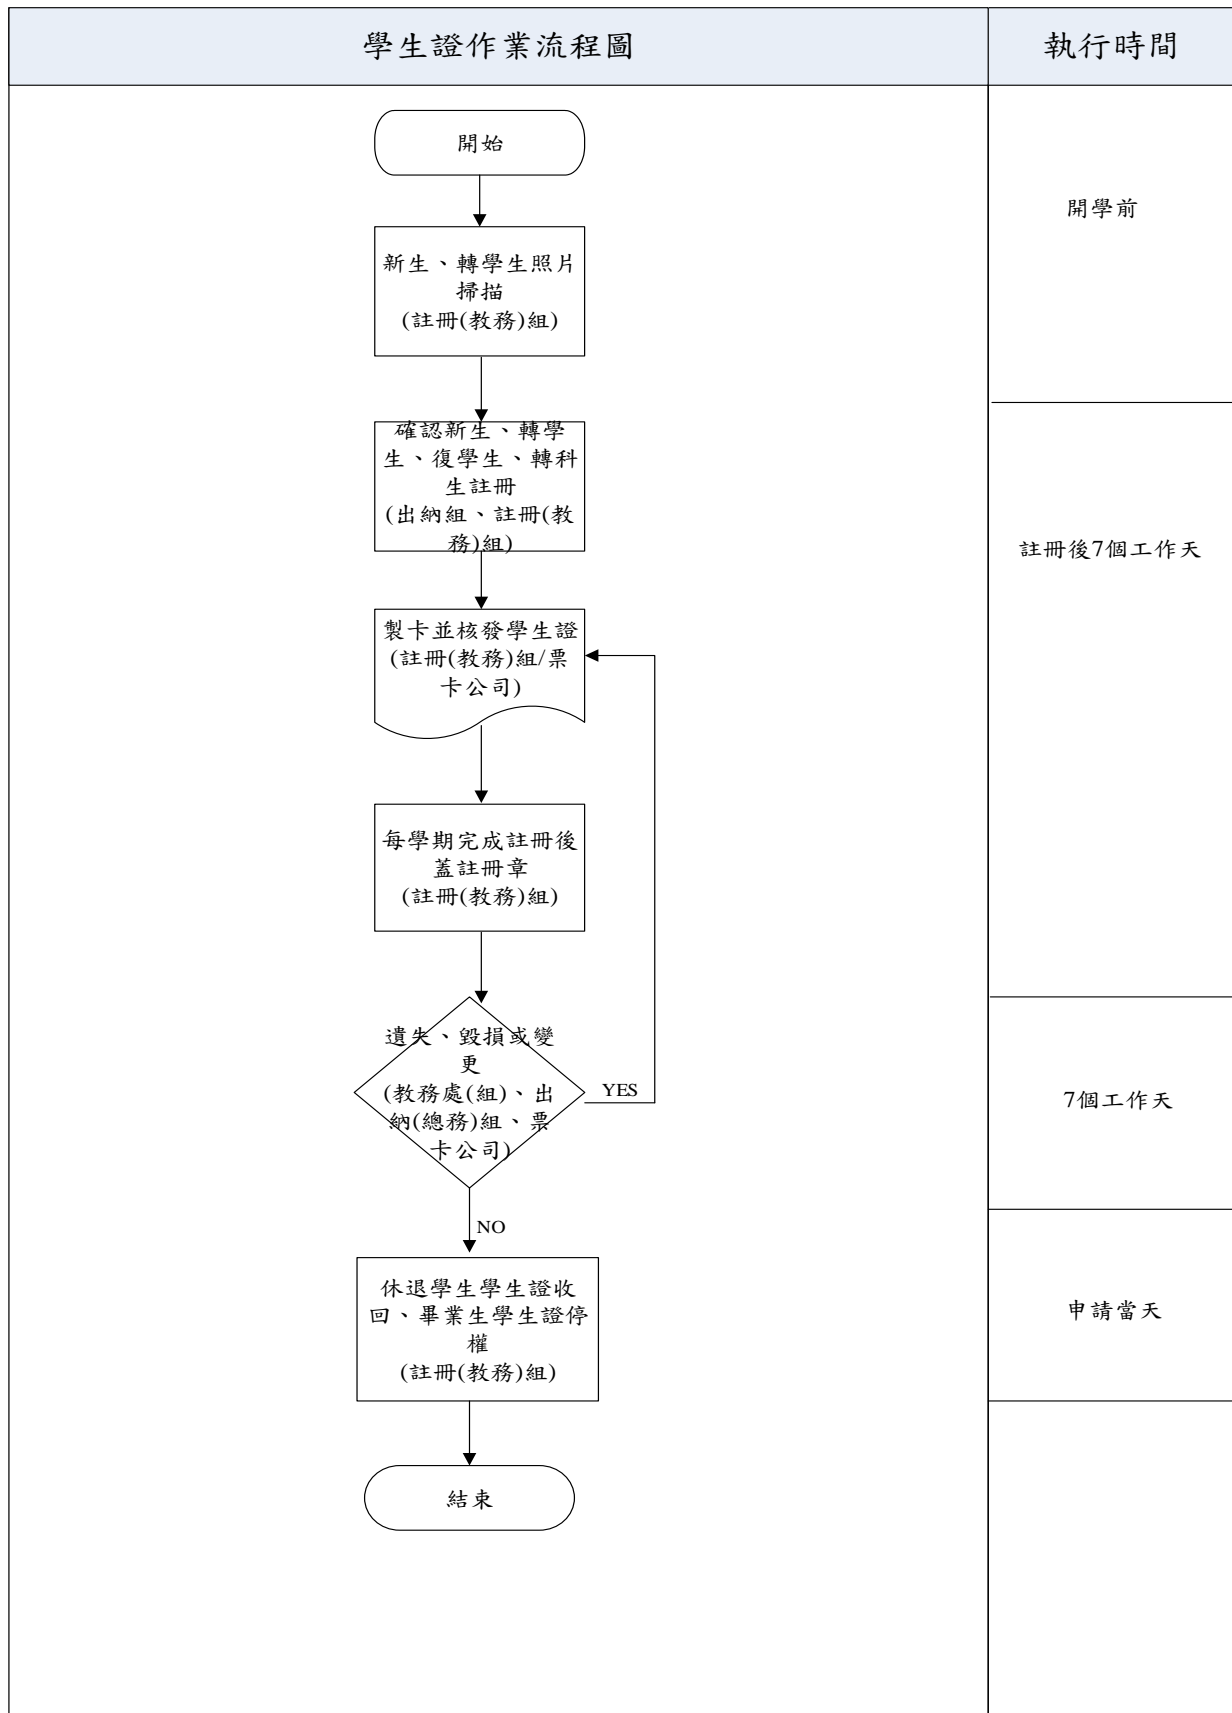 學生證作業流程圖
執行時間
開始
開學前
新生、轉學生照片
掃描
(註冊(教務)組)
確認新生、轉學
生、復學生、轉科
生註冊
(出納組、註冊(教
務)組)
註冊後7個工作天
製卡並核發學生證
(註冊(教務)組/票
卡公司)
每學期完成註冊後
蓋註冊章
(註冊(教務)組)
遺失、毀損或變
更
(教務處(組)、出
納(總務)組、票
卡公司)
YES
7個工作天
NO
休退學生學生證收
回、畢業生學生證停
權
(註冊(教務)組)
申請當天
結束